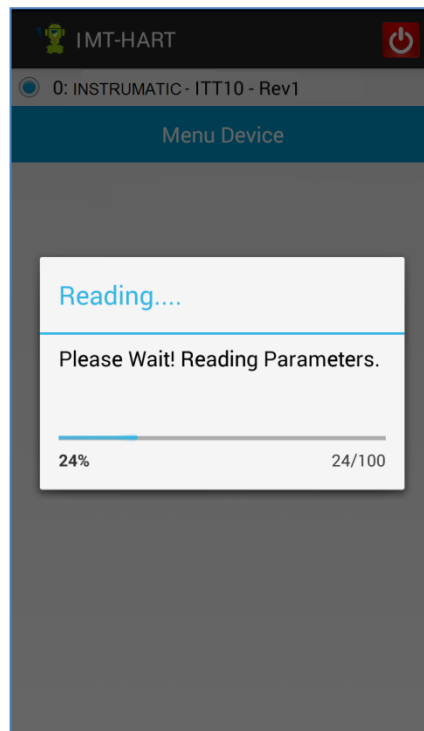 IMT-HART
0: INSTRUMATIC - ITT10 - Rev1
Menu Device
Reading....
Please Wait! Reading Parameters.
24% 24/100